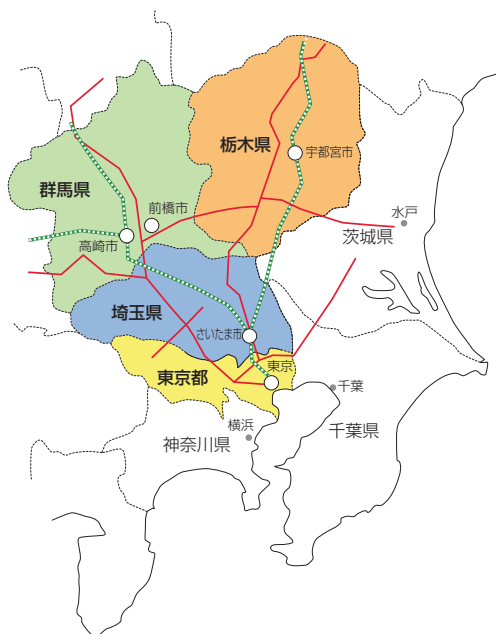 栃木県
宇都宮市
群馬県
前橋市
水戸
茨城県
高崎市
埼玉県
さいたま市
東京
東京都
千葉
横浜
千葉県
神奈川県